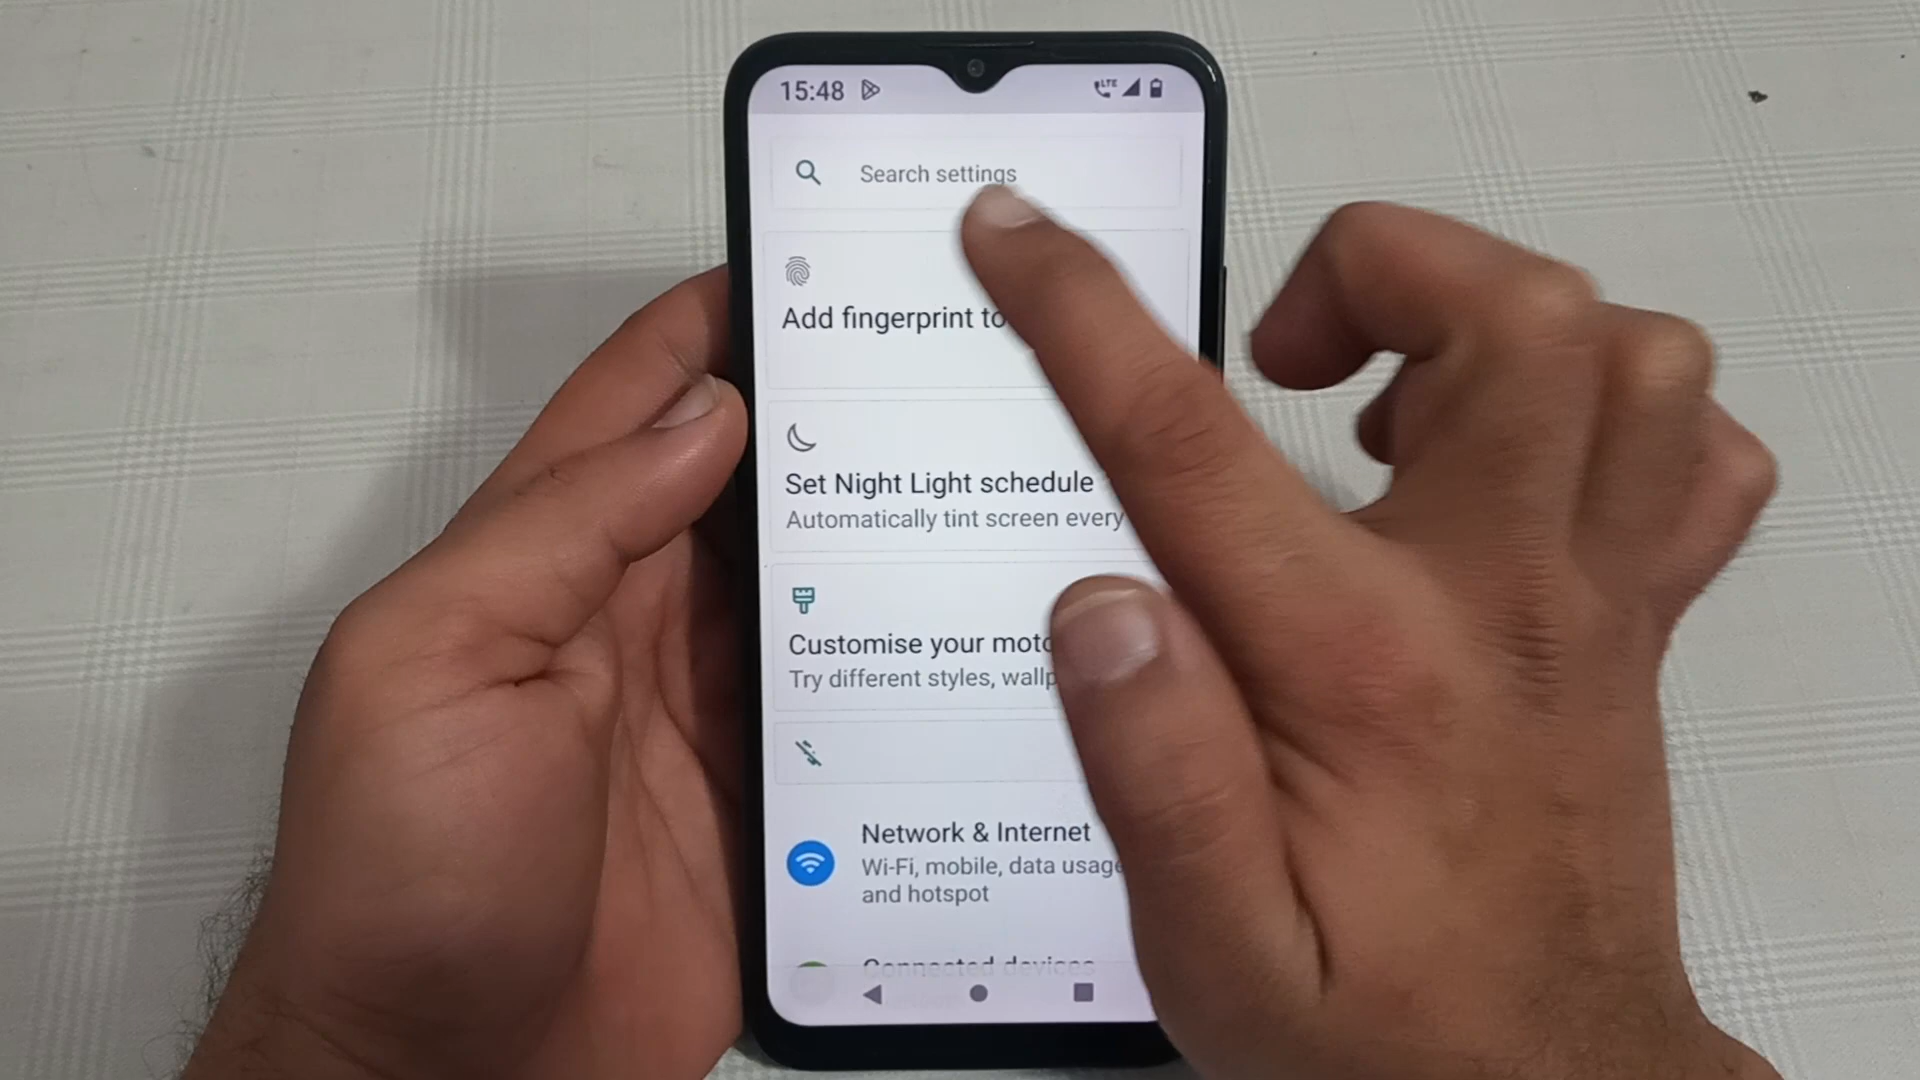 15:48 LTE
Search settings
Add fingerprint to
Set Night Light schedule
Automatically tint screen every
Customise your moto
Try different styles, wallp
Network & Internet
Wi-Fi, mobile, data usage
and hotspot
Connected devices